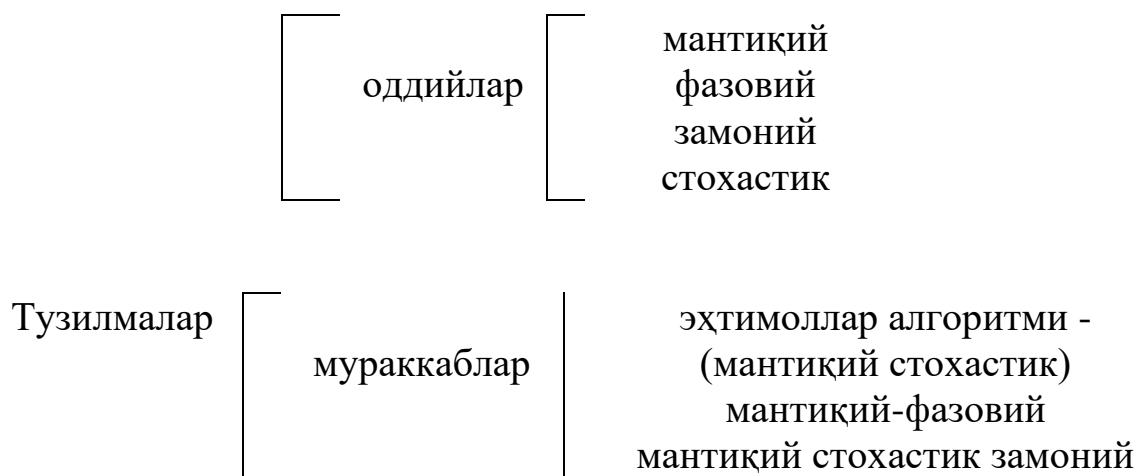 мантиқий
оддийлар фазовий
замоний
стохастик
Тузилмалар эҳтимоллар алгоритми -
мураккаблар (мантиқий стохастик)
мантиқий-фазовий
мантиқий стохастик замоний